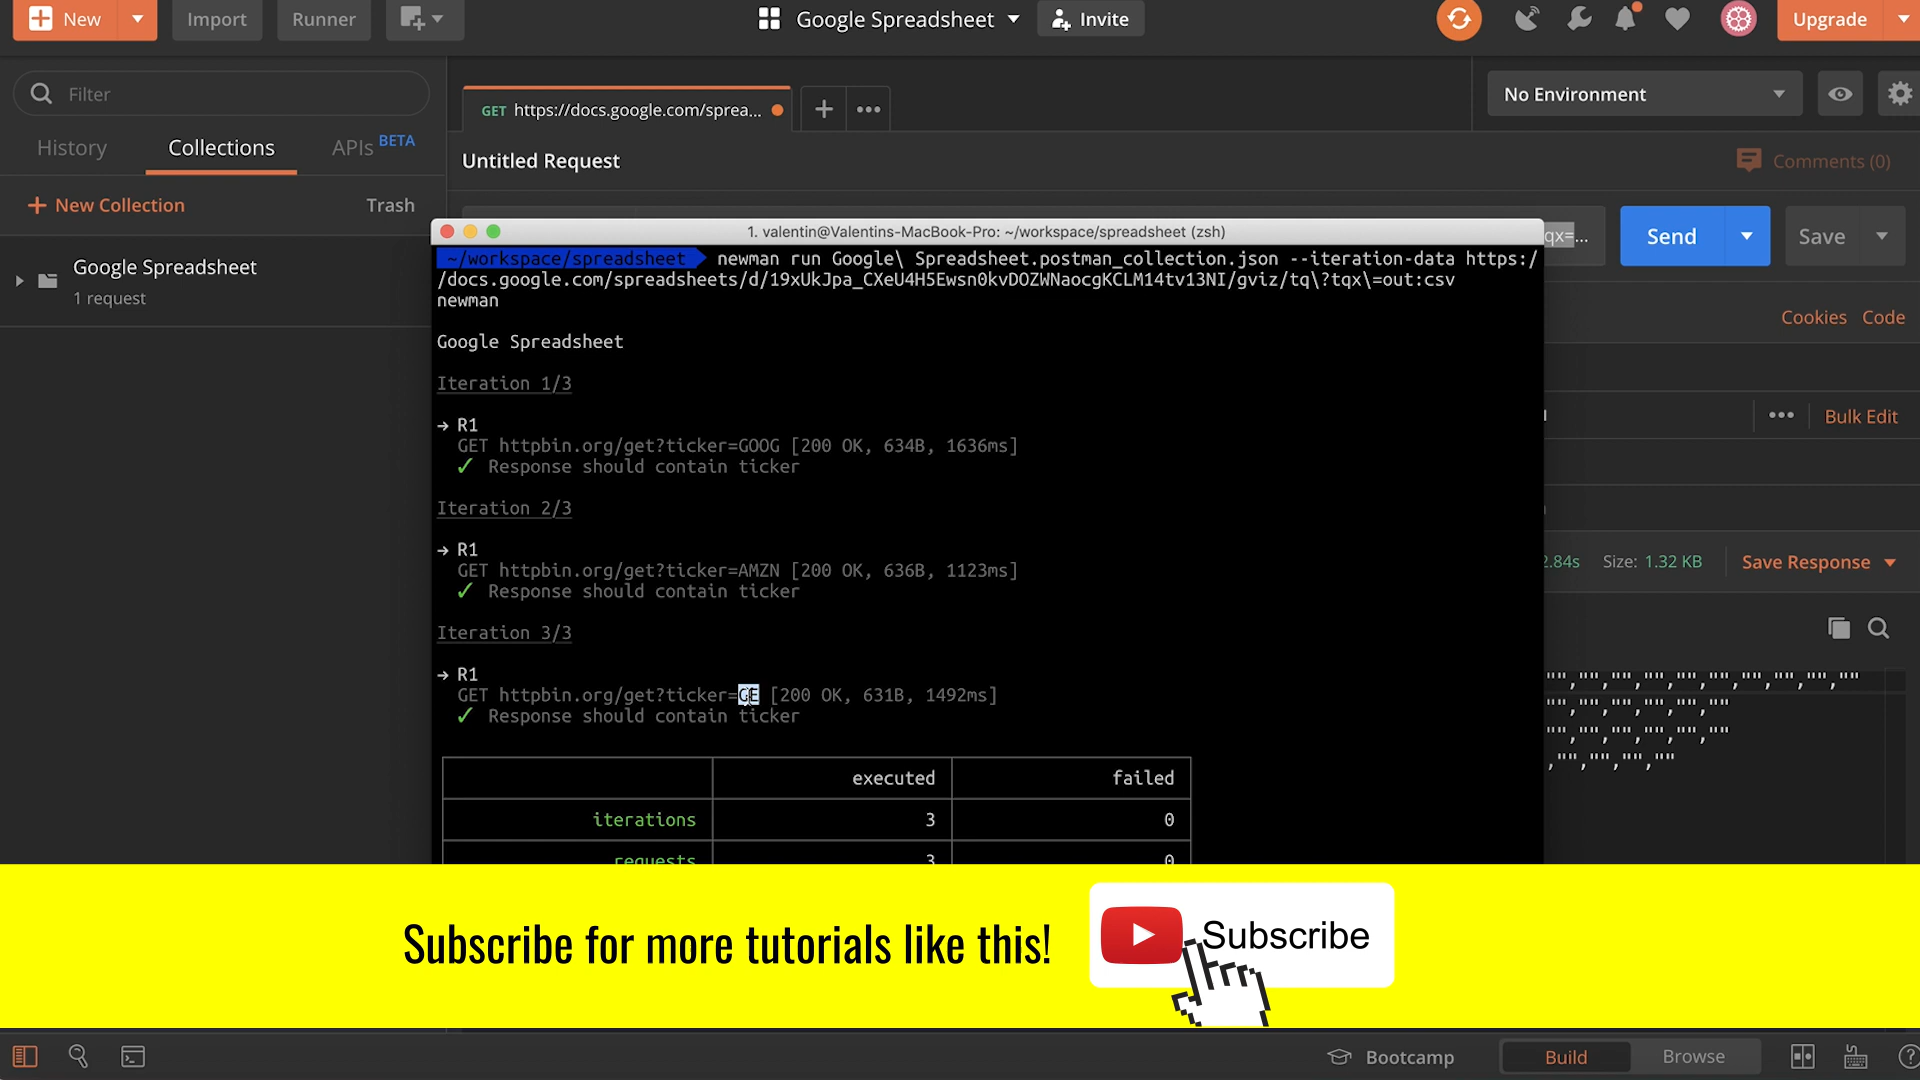 New
Import
Runner
Google Spreadsheet
Invite
Upgrade
Filter
GET https://docs.google.com/sprea...
No Environment
History
Collections
APIs BETA
Untitled Request
Comments (0)
+ New Collection
Trash
Google Spreadsheet
1 request
1. valentin@Valentins-MacBook-Pro: ~/workspace/spreadsheet (zsh)
qx=...
Send
Save
~/workspace/spreadsheet newman run Google\ Spreadsheet.postman_collection.json --iteration-data https:/
/docs.google.com/spreadsheets/d/19xUkJpa_CXeU4H5Ewsn0kvDOZWNaocgKCLM14tv13NI/gviz/tq\?tqx\=out:csv
newman
Google Spreadsheet
Cookies Code
Iteration 1/3
→ R1
GET httpbin.org/get?ticker=GOOG [200 OK, 634B, 1636ms]
✓ Response should contain ticker
Bulk Edit
Iteration 2/3
→ R1
GET httpbin.org/get?ticker=AMZN [200 OK, 636B, 1123ms]
✓ Response should contain ticker
2.84s Size: 1.32 KB Save Response
Iteration 3/3
→ R1
GET httpbin.org/get?ticker=GE [200 OK, 631B, 1492ms]
✓ Response should contain ticker
"","","","","","","","","",""
"","","","","",""
"","","","","",""
,"","","",""
executed failed
iterations 3 0
requests 3 0
Subscribe for more tutorials like this!
Subscribe
Bootcamp
Build
Browse